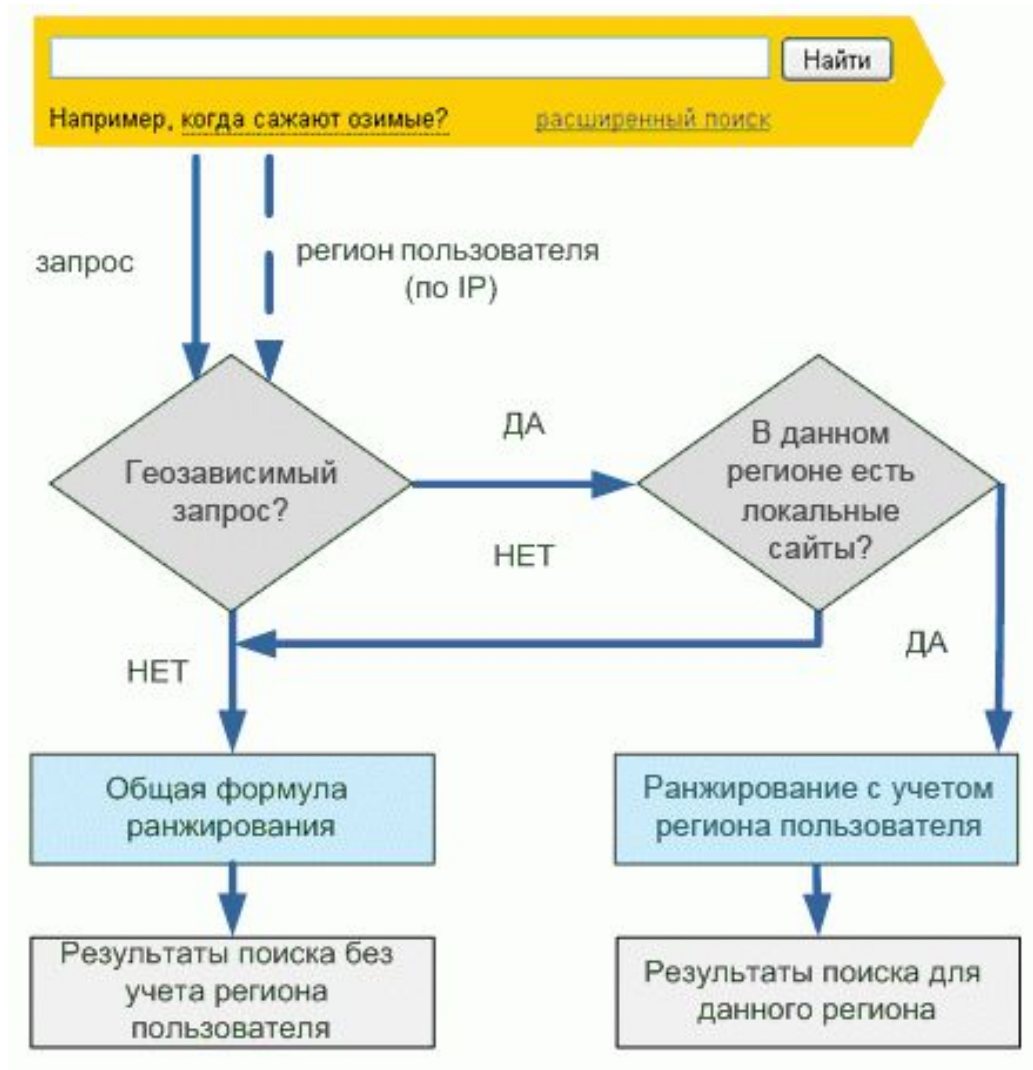 Найти
Например, когда сажают озимые?
расширенный поиск
запрос
регион пользователя
(по IP)
Геозависимый
запрос?
ДА
НЕТ
В данном
регионе есть
локальные
сайты?
НЕТ
ДА
Общая формула
ранжирования
Ранжирование с учетом
региона пользователя
Результаты поиска без
учета региона
пользователя
Результаты поиска для
данного региона